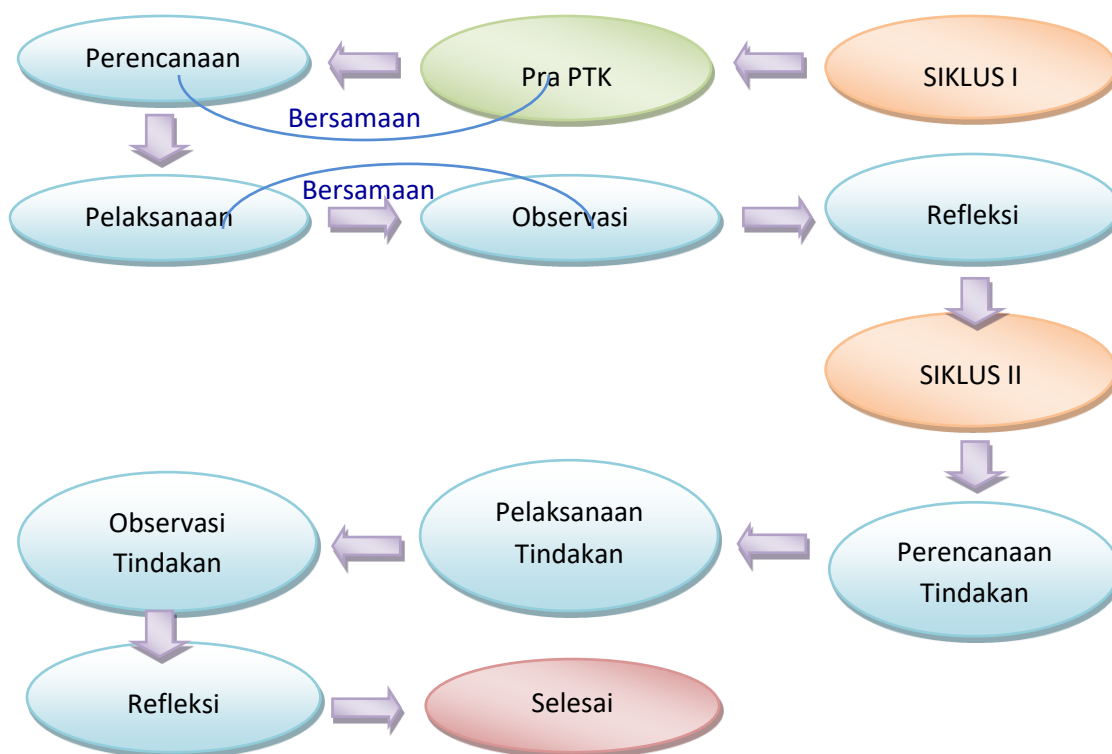 Perencanaan
Pra PTK
SIKLUS I
Bersamaan
Bersamaan
Pelaksanaan
Observasi
Refleksi
SIKLUS II
Observasi
Tindakan
Pelaksanaan
Tindakan
Perencanaan
Tindakan
Refleksi
Selesai